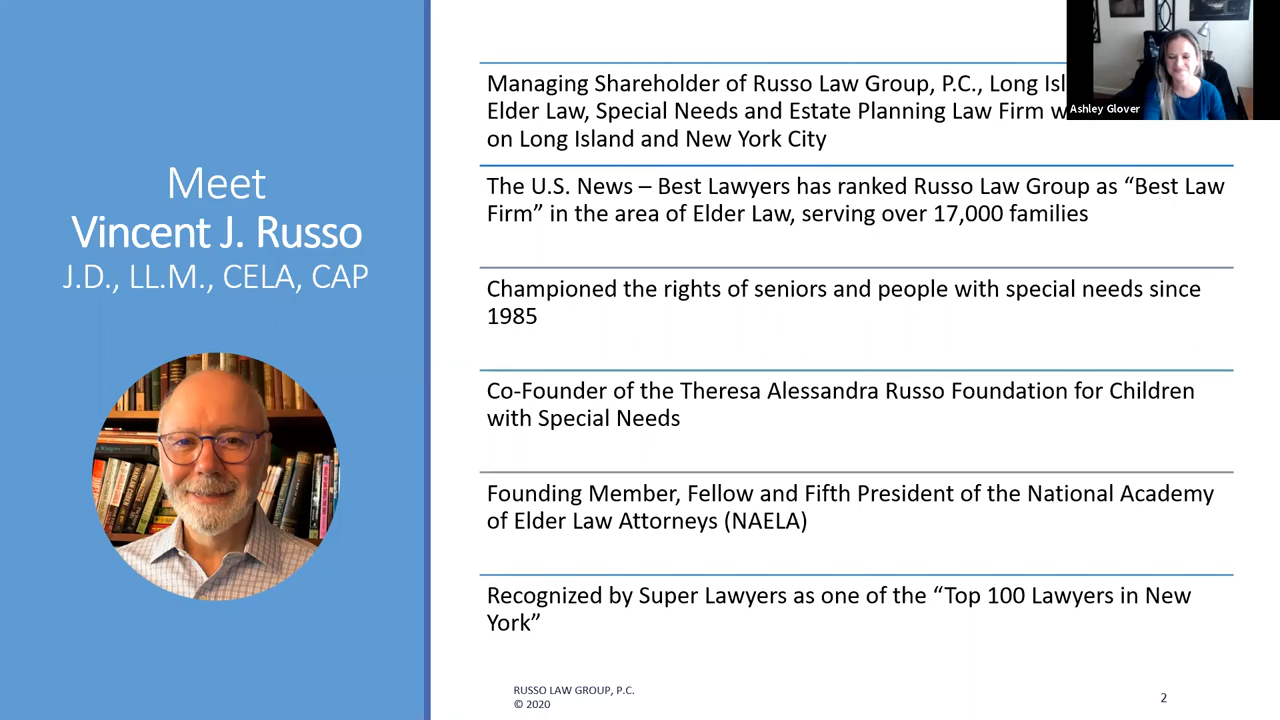 Meet
Vincent J. Russo
J.D., LL.M., CELA, CAP
Managing Shareholder of Russo Law Group, P.C., Long
Elder Law, Special Needs and Estate Planning Law Firm
on Long Island and New York City
The U.S. News – Best Lawyers has ranked Russo Law Group as “Best Law
Firm” in the area of Elder Law, serving over 17,000 families
Championed the rights of seniors and people with special needs since
1985
Co-Founder of the Theresa Alessandra Russo Foundation for Children
with Special Needs
Founding Member, Fellow and Fifth President of the National Academy
of Elder Law Attorneys (NAELA)
Recognized by Super Lawyers as one of the “Top 100 Lawyers in New
York”
RUSSO LAW GROUP, P.C.
© 2020
2
Ashley Glover